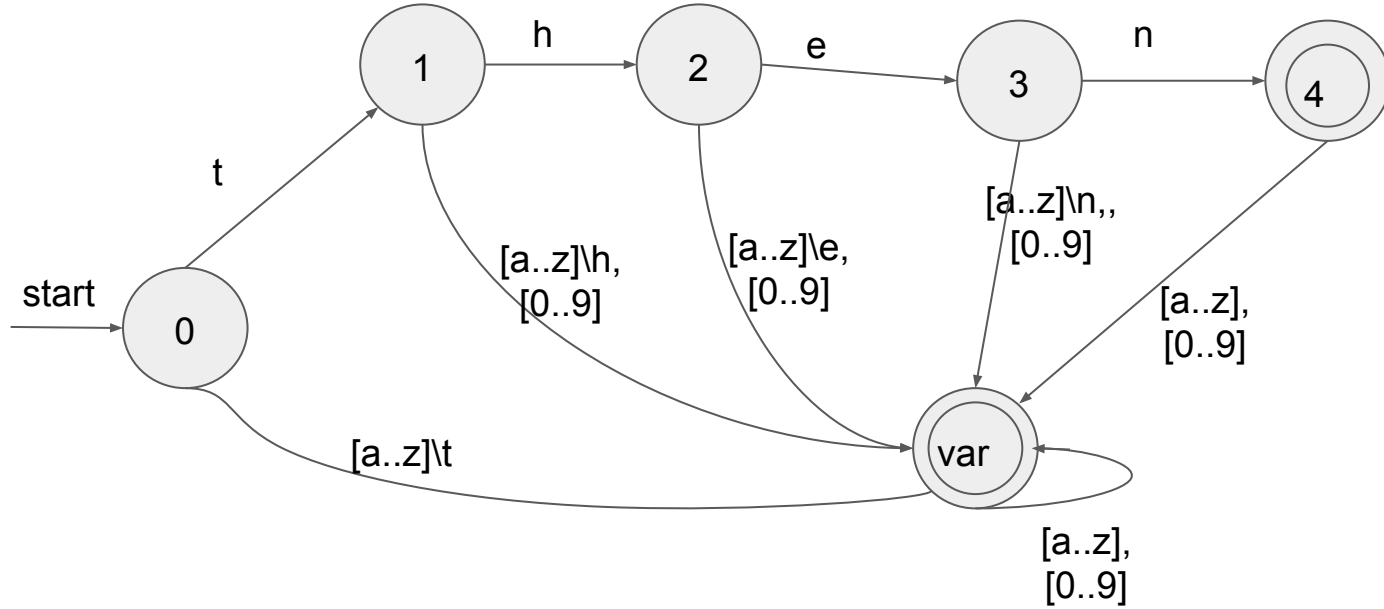 h
e
n
1
2
3
4
t
[a..z]\n,,
[0..9]
[a..z]\h,
[0..9]
[a..z]\e,
[0..9]
start
[a..z],
[0..9]
0
[a..z]\t
var
[a..z],
[0..9]